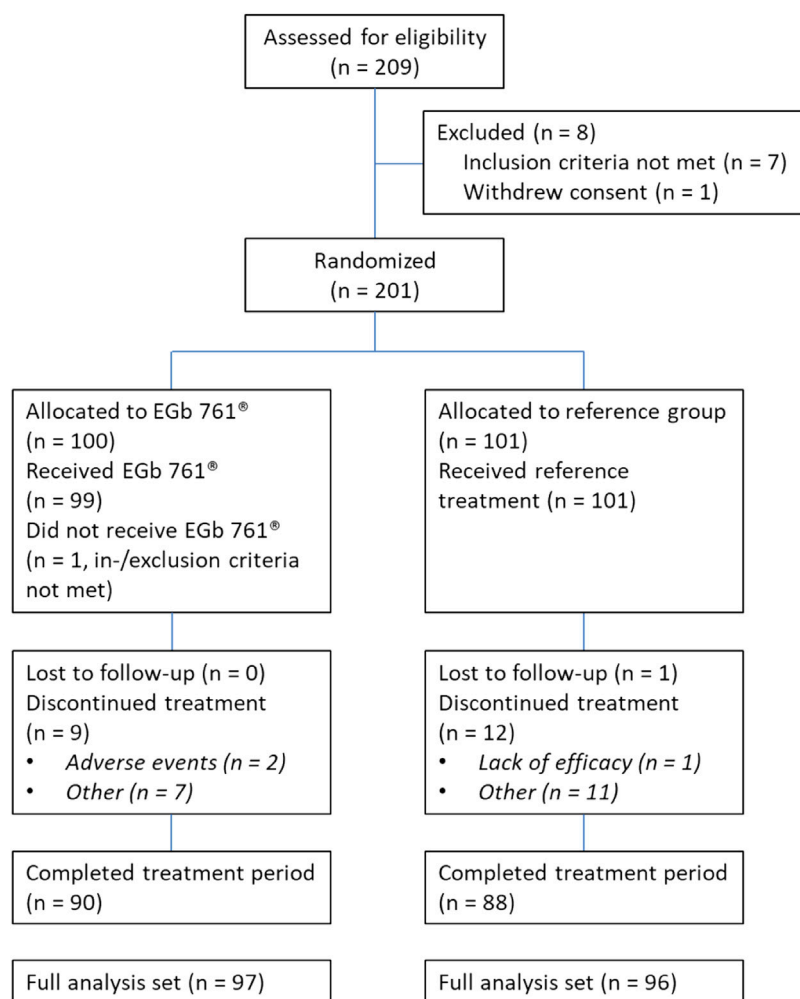 Assessed for eligibility
(n = 209)
Excluded (n = 8)
Inclusion criteria not met (n = 7)
Withdrew consent (n = 1)
Randomized
(n = 201)
Allocated to EGb 761®
(n = 100)
Received EGb 761®
(n = 99)
Did not receive EGb 761®
(n = 1, in-/exclusion criteria
not met)
Allocated to reference group
(n = 101)
Received reference
treatment (n = 101)
Lost to follow-up (n = 0)
Discontinued treatment
(n = 9)
• Adverse events (n = 2)
• Other (n = 7)
Lost to follow-up (n = 1)
Discontinued treatment
(n = 12)
• Lack of efficacy (n = 1)
• Other (n = 11)
Completed treatment period
(n = 90)
Completed treatment period
(n = 88)
Full analysis set (n = 97)
Full analysis set (n = 96)